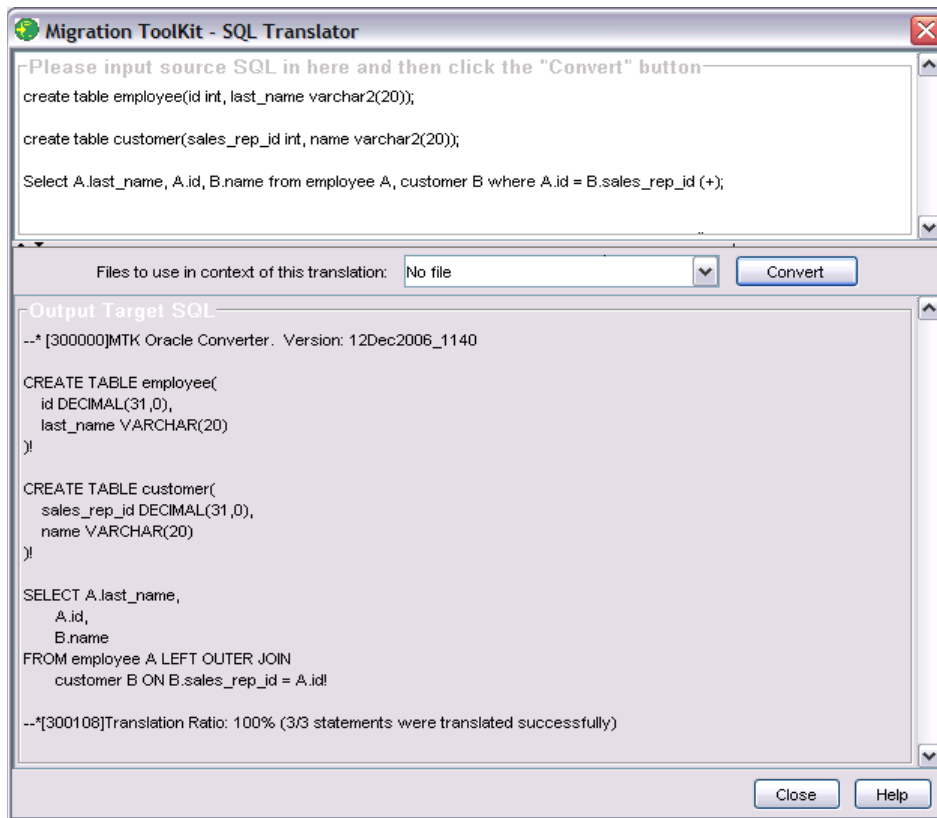 Migration ToolKit - SQL Translator
Please input source SQL in here and then click the "Convert" button
create table employee(id int, last_name varchar2(20));
create table customer(sales_rep_id int, name varchar2(20));
Select A.last_name, A.id, B.name from employee A, customer B where A.id = B.sales_rep_id (+);
Files to use in context of this translation: No file Convert
Output Target SQL
--* [300000]MTK Oracle Converter. Version: 12Dec2006_1140
CREATE TABLE employee(
id DECIMAL(31,0),
last_name VARCHAR(20)
)!
CREATE TABLE customer(
sales_rep_id DECIMAL(31,0),
name VARCHAR(20)
)!
SELECT A.last_name,
A.id,
B.name
FROM employee A LEFT OUTER JOIN
customer B ON B.sales_rep_id = A.id!
--*[300108]Translation Ratio: 100% (3/3 statements were translated successfully)
Close Help